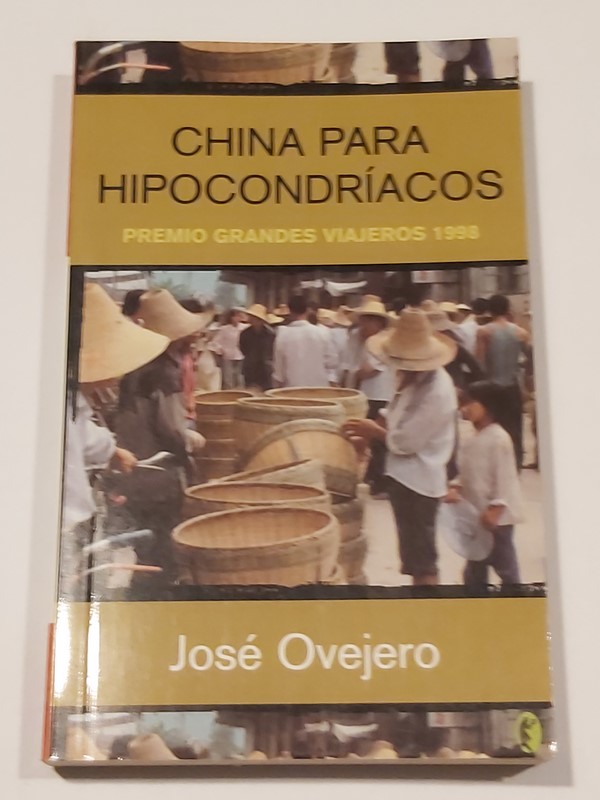 CHINA PARA
HIPOCONDRÍACOS
PREMIO GRANDES VIAJEROS 1998
José Ovejero